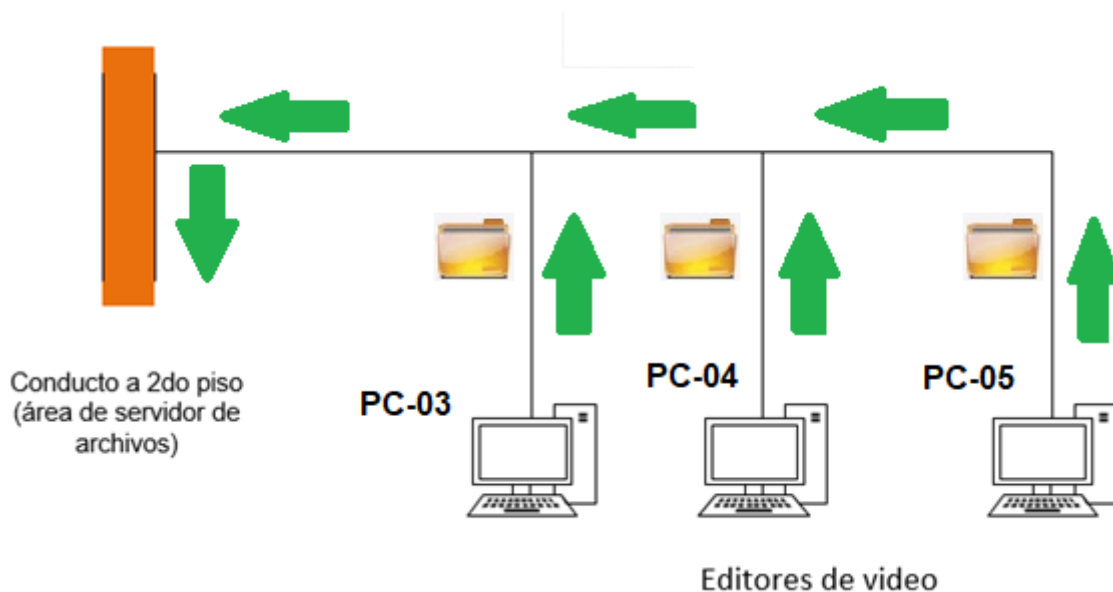 Conducto a 2do piso
(área de servidor de
archivos)
PC-03
PC-04
PC-05
Editores de video